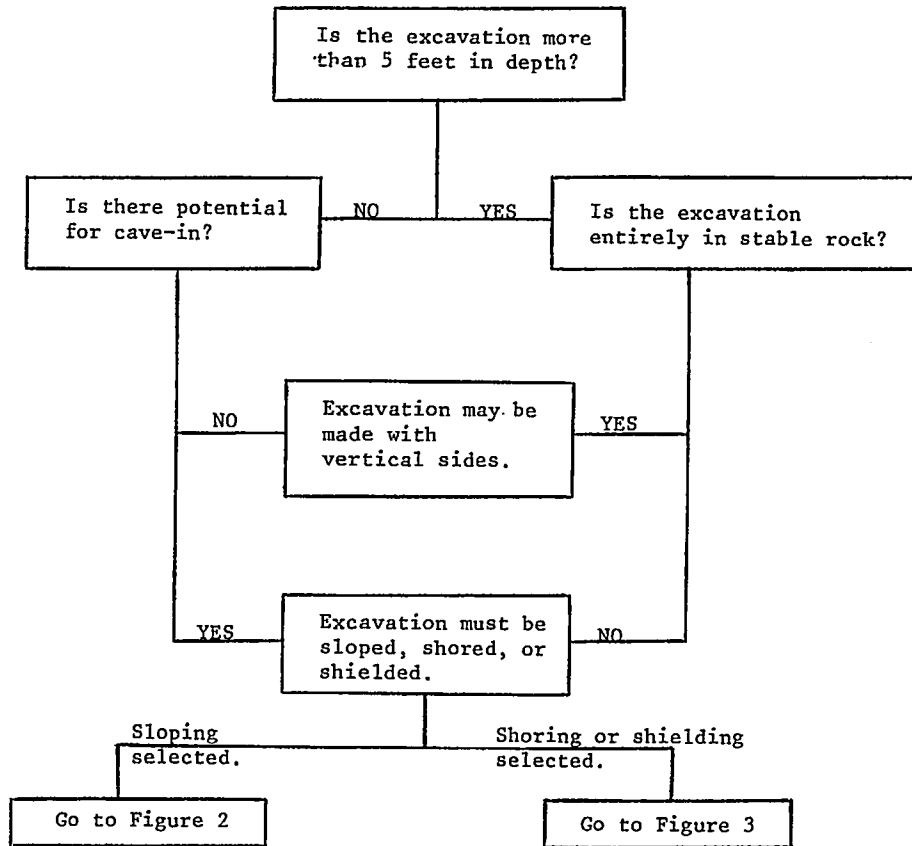 Is the excavation more
than 5 feet in depth?
Is there potential
for cave-in?
NO
YES
Is the excavation
entirely in stable rock?
NO
Excavation may be
made with
vertical sides.
YES
YES
Excavation must be
sloped, shored, or
shielded.
NO
Sloping
selected.
Shoring or shielding
selected.
Go to Figure 2
Go to Figure 3